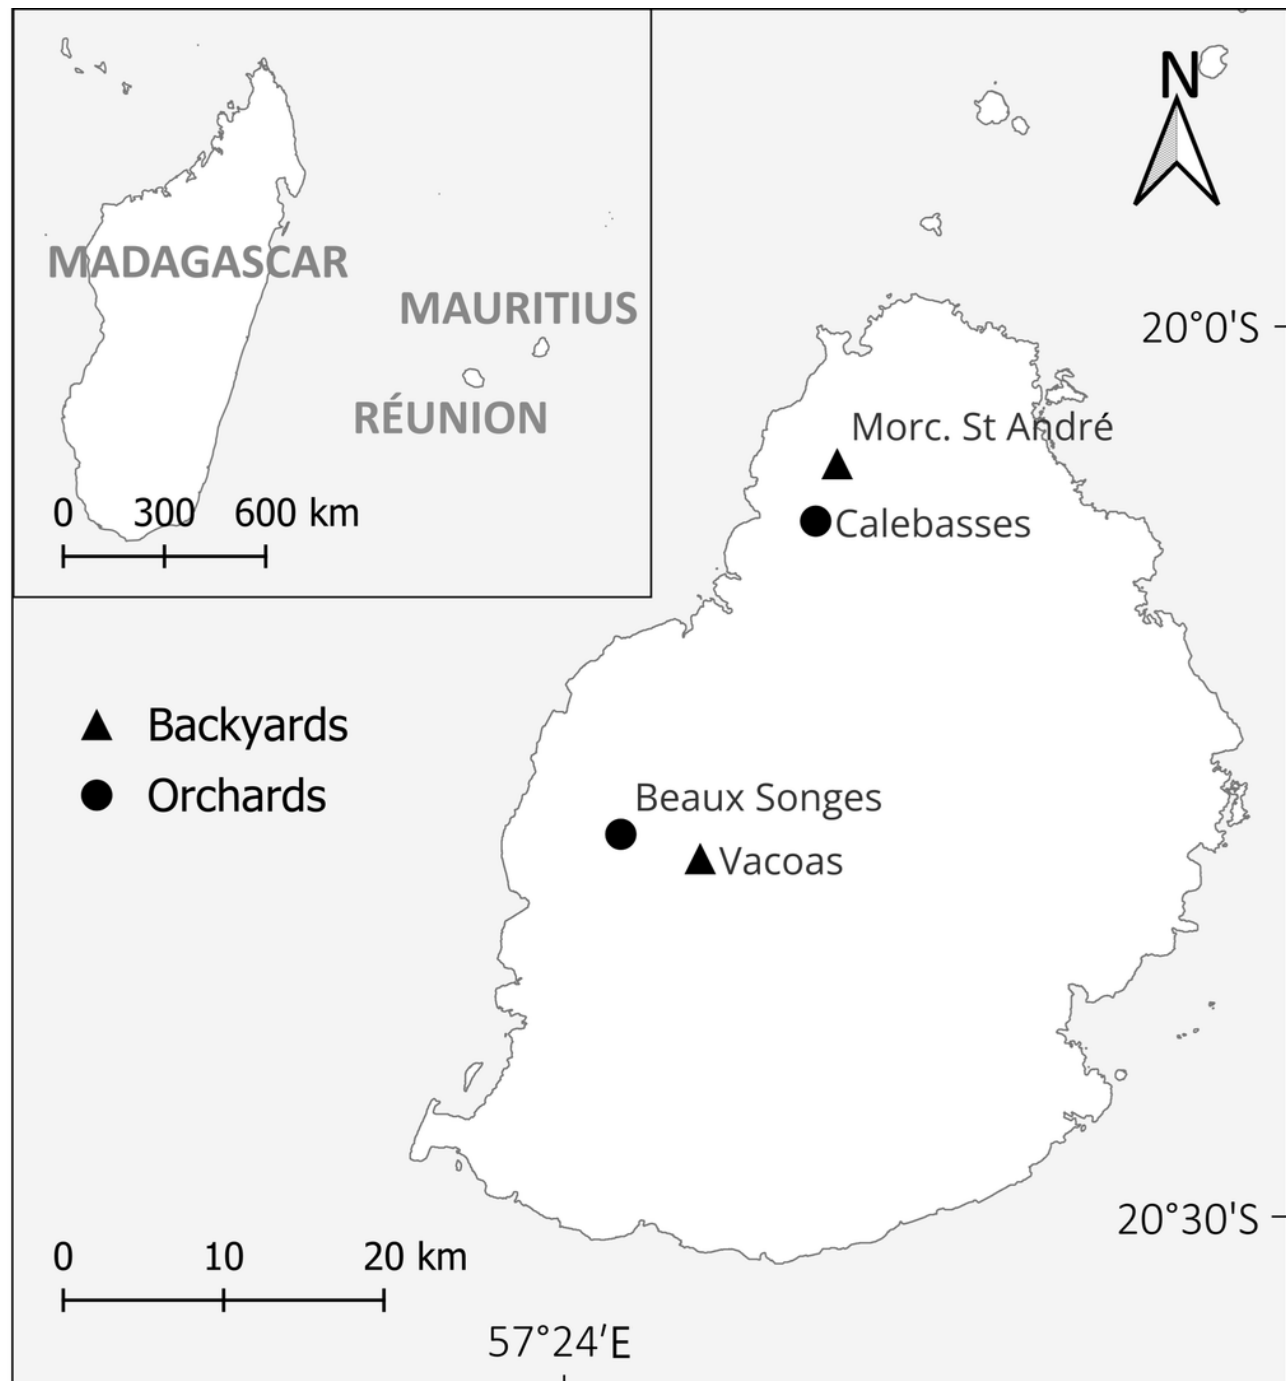 N
MADAGASCAR
MAURITIUS
RÉUNION
0 300 600 km
20°0'S
Morc. St André
Calebasses
Backyards
Orchards
Beaux Songes
Vacoas
20°30'S
0 10 20 km
57°24'E